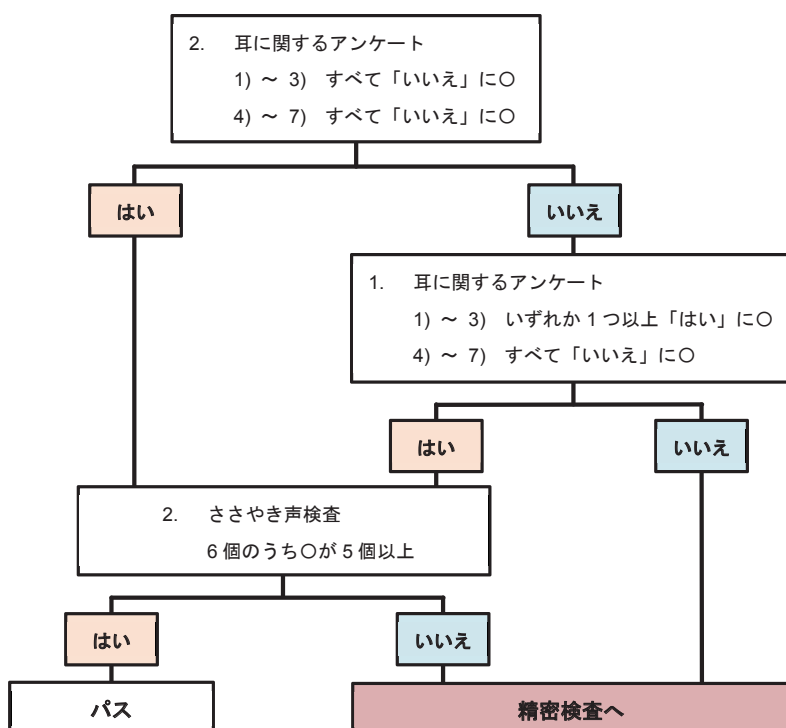 2. 耳に関するアンケート
1) ～ 3) すべて「いいえ」に〇
4) ～ 7) すべて「いいえ」に〇
はい
いいえ
1. 耳に関するアンケート
1) ～ 3) いずれか 1 つ以上「はい」に〇
4) ～ 7) すべて「いいえ」に〇
はい
いいえ
2. ささやき声検査
6 個のうち〇が 5 個以上
はい
いいえ
パス
精密検査へ